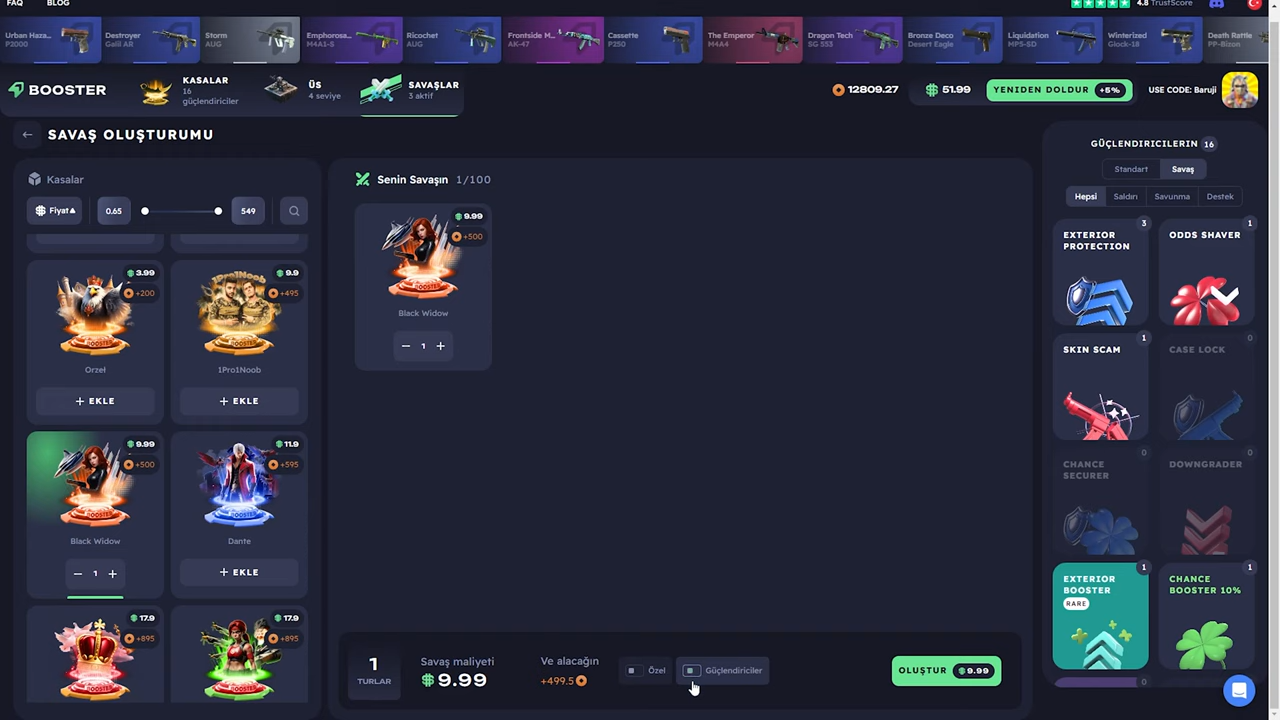 FAQ
BLOG
4.8 TrustScore
Urban Haza...
P2000
Destroyer
Galil AR
Storm
AUG
Emphorosa...
M4A1-S
Ricochet
AUG
Frontside M...
AK-47
Cassette
P250
The Emperor
M4A4
Dragon Tech
SG 553
Bronze Deco
Desert Eagle
Liquidation
MP5-SD
Winterized
Glock-18
Death Rattle
PP-Bizon
BOOSTER
KASALAR
16
güçlendiriciler
ÜS
4 seviye
SAVAŞLAR
3 aktif
12809.27
51.99
YENIDEN DOLDUR +5%
USE CODE: Baruji
SAVAŞ OLUŞTURUMU
Kasalar
Fiyat
0.65
549
3.99
+200
Orzel
+ EKLE
9.9
+495
1Pro1Noob
+ EKLE
9.99
+500
Black Widow
− 1 +
11.9
+595
Dante
+ EKLE
17.9
+895
17.9
+895
Senin Savaşın 1/100
9.99
+500
BOOSTER
Black Widow
− 1 +
1
TURLAR
Savaş maliyeti
9.99
Ve alacağın
+499.5
Özel
Güçlendiriciler
OLUŞTUR 9.99
GÜÇLENDIRICILERIN 16
Standart
Savaş
Hepsi
Saldırı
Savunma
Destek
EXTERIOR
PROTECTION
3
ODDS SHAVER
1
SKIN SCAM
1
CASE LOCK
0
CHANCE
SECURER
0
DOWNGRADER
0
EXTERIOR
BOOSTER
RARE
1
CHANCE
BOOSTER 10%
1
0